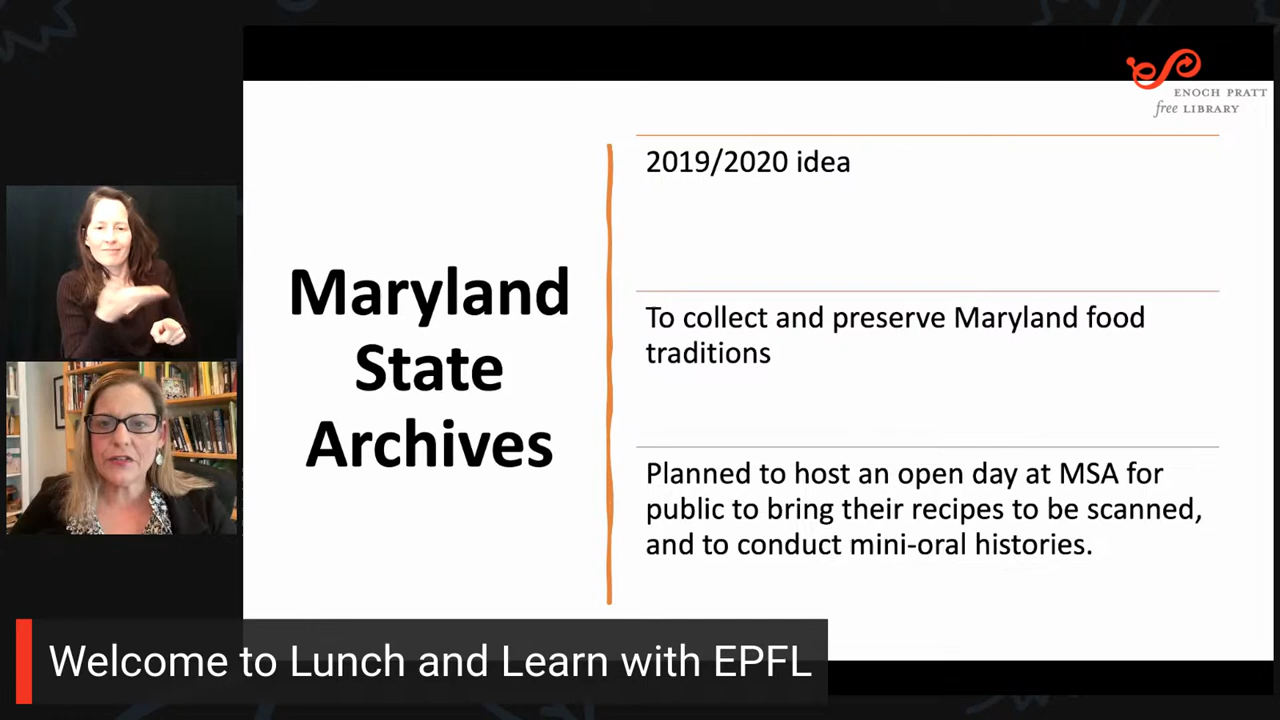 ENOCH PRATT
free LIBRARY
2019/2020 idea
Maryland
State
Archives
To collect and preserve Maryland food
traditions
Planned to host an open day at MSA for
public to bring their recipes to be scanned,
and to conduct mini-oral histories.
Welcome to Lunch and Learn with EPFL